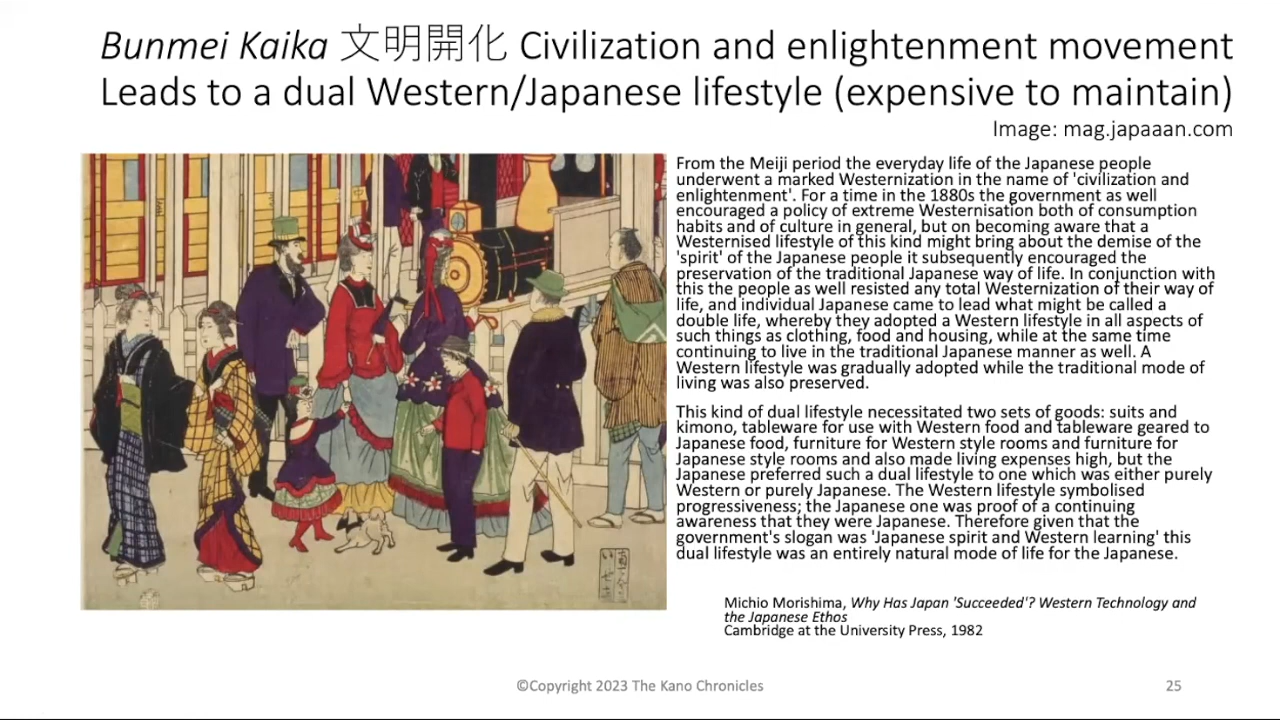 Bunmei Kaika 文明開化 Civilization and enlightenment movement
Leads to a dual Western/Japanese lifestyle (expensive to maintain)
Image: mag.japaaan.com
From the Meiji period the everyday life of the Japanese people
underwent a marked Westernization in the name of 'civilization and
enlightenment'. For a time in the 1880s the government as well
encouraged a policy of extreme Westernisation both of consumption
habits and of culture in general, but on becoming aware that a
Westernised lifestyle of this kind might bring about the demise of the
'spirit' of the Japanese people it subsequently encouraged the
preservation of the traditional Japanese way of life. In conjunction with
this the people as well resisted any total Westernization of their way of
life, and individual Japanese came to lead what might be called a
double life, whereby they adopted a Western lifestyle in all aspects of
such things as clothing, food and housing, while at the same time
continuing to live in the traditional Japanese manner as well. A
Western lifestyle was gradually adopted while the traditional mode of
living was also preserved.
This kind of dual lifestyle necessitated two sets of goods: suits and
kimono, tableware for use with Western food and tableware geared to
Japanese food, furniture for Western style rooms and furniture for
Japanese style rooms and also made living expenses high, but the
Japanese preferred such a dual lifestyle to one which was either purely
Western or purely Japanese. The Western lifestyle symbolised
progressiveness; the Japanese one was proof of a continuing
awareness that they were Japanese. Therefore given that the
government's slogan was 'Japanese spirit and Western learning' this
dual lifestyle was an entirely natural mode of life for the Japanese.
Michio Morishima, Why Has Japan 'Succeeded'? Western Technology and
the Japanese Ethos
Cambridge at the University Press, 1982
©Copyright 2023 The Kano Chronicles
25